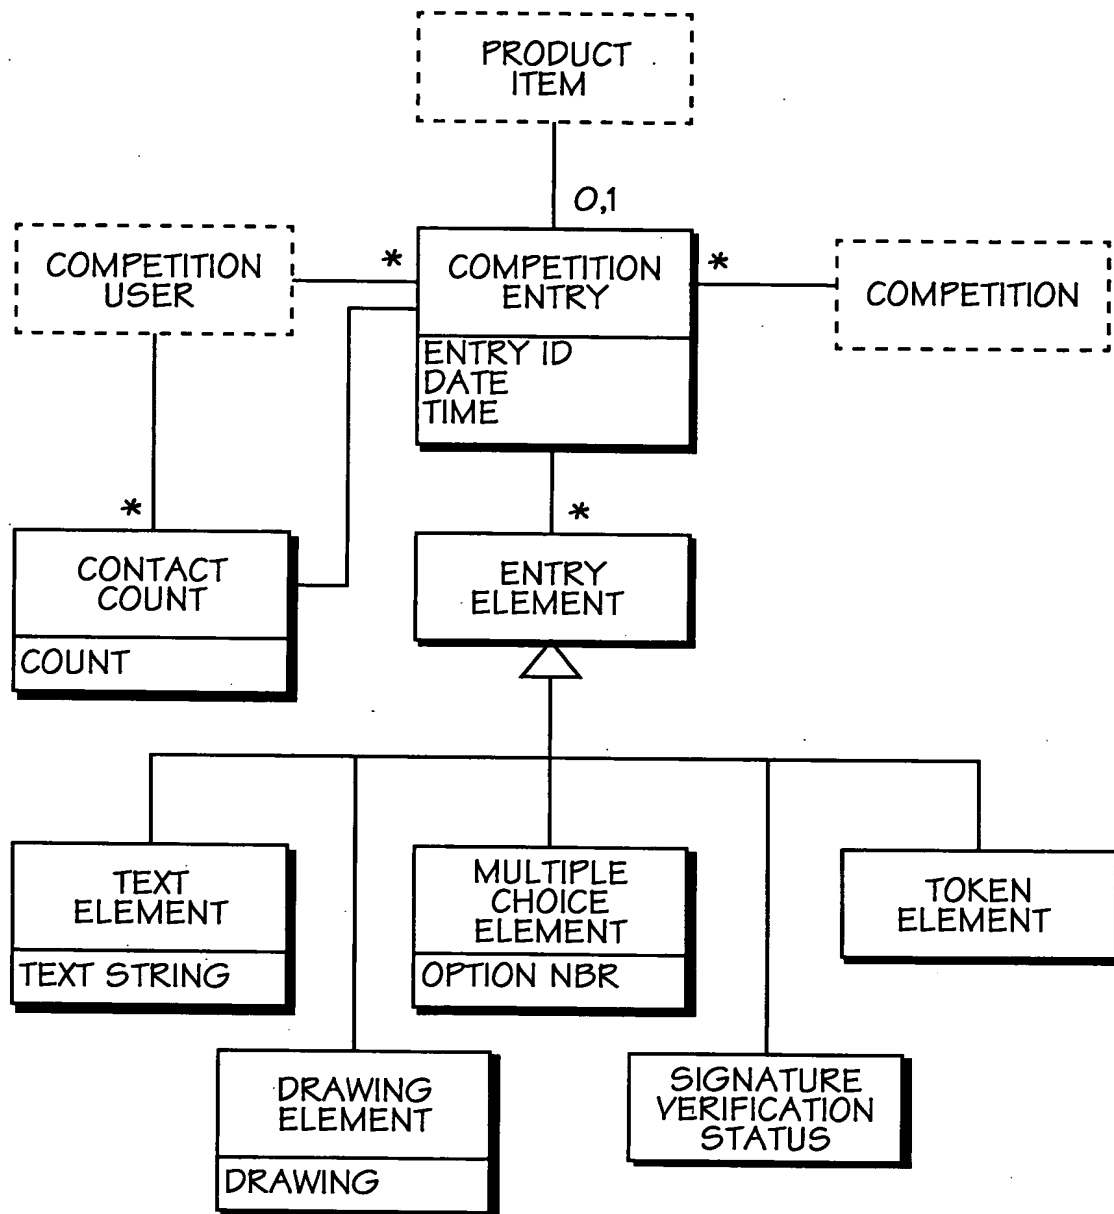 PRODUCT
ITEM
0,1
COMPETITION
USER
*
COMPETITION
ENTRY
*
COMPETITION
ENTRY ID
DATE
TIME
*
CONTACT
COUNT
COUNT
*
ENTRY
ELEMENT
TEXT
ELEMENT
TEXT STRING
MULTIPLE
CHOICE
ELEMENT
OPTION NBR
TOKEN
ELEMENT
DRAWING
ELEMENT
DRAWING
SIGNATURE
VERIFICATION
STATUS